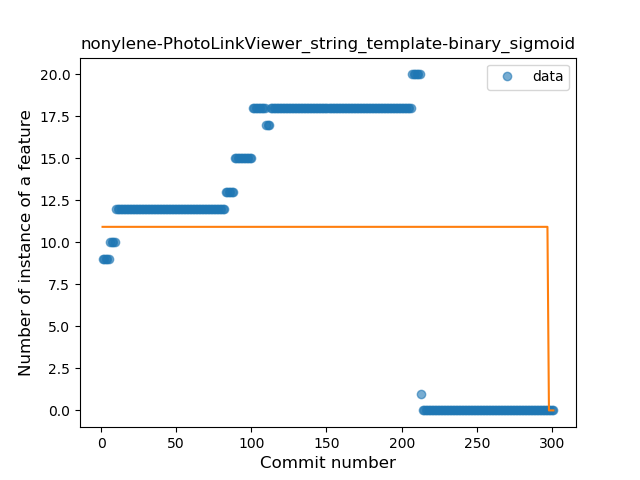 nonylene-PhotoLinkViewer_string_template-binary_sigmoid
data
Number of instance of a feature
20.0
17.5
15.0
12.5
10.0
7.5
5.0
2.5
0.0
0 50 100 150 200 250 300
Commit number